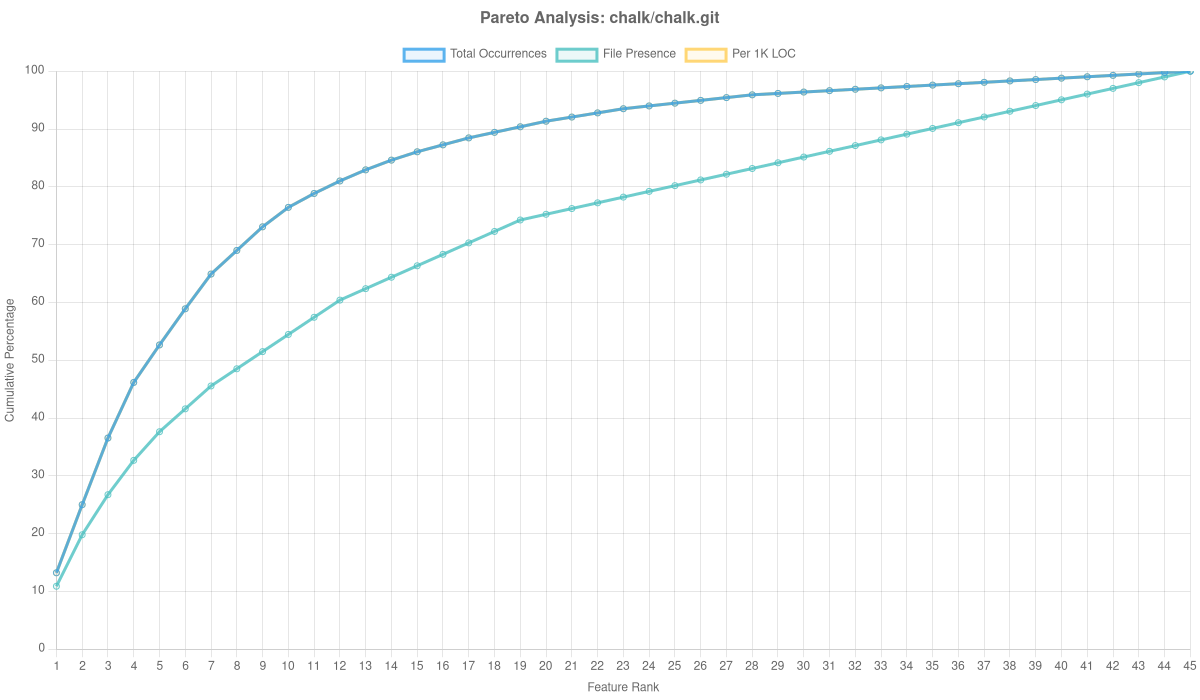 Pareto Analysis: chalk/chalk.git
Total Occurrences File Presence Per 1K LOC
Cumulative Percentage
100
90
80
70
60
50
40
30
20
10
0
1 2 3 4 5 6 7 8 9 10 11 12 13 14 15 16 17 18 19 20 21 22 23 24 25 26 27 28 29 30 31 32 33 34 35 36 37 38 39 40 41 42 43 44 45
Feature Rank